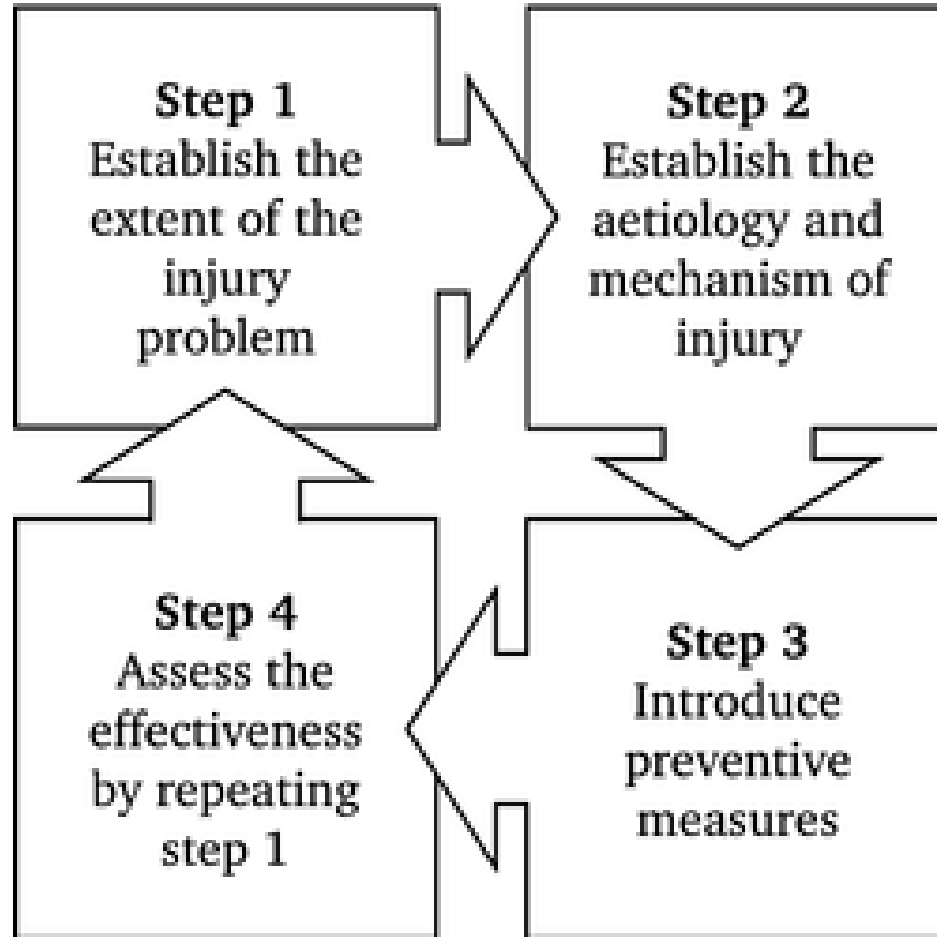 Step 1
Establish the
extent of the
injury
problem
Step 2
Establish the
aetiology and
mechanism of
injury
Step 3
Introduce
preventive
measures
Step 4
Assess the
effectiveness
by repeating
step 1